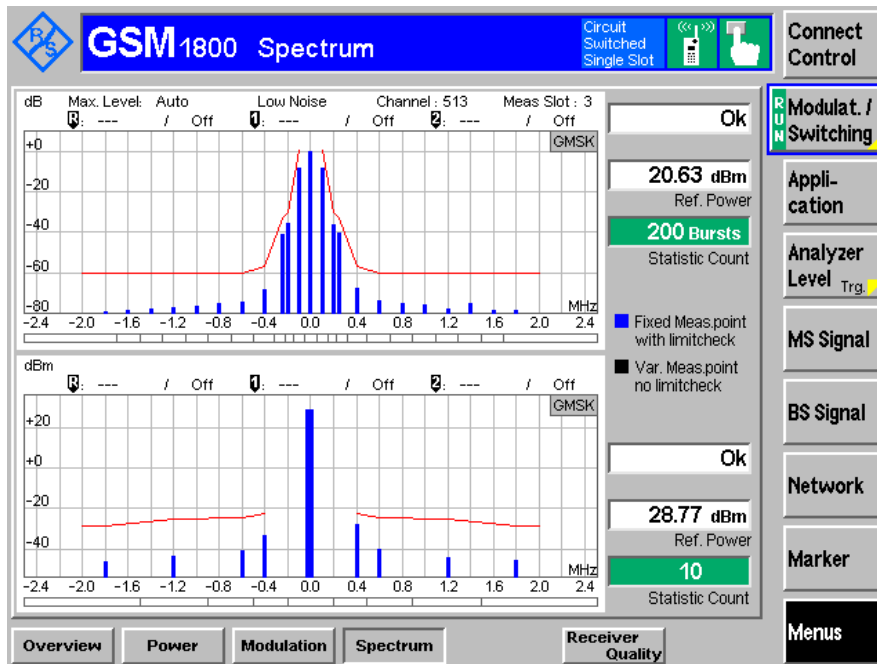 R&S
GSM 1800 Spectrum
Circuit
Switched
Single Slot
Connect
Control
dB Max. Level: Auto Low Noise Channel : 513 Meas Slot : 3
R: --- / Off 1: --- / Off 2: --- / Off
GMSK
+0
-20
-40
-60
-80
MHz
-2.4 -2.0 -1.6 -1.2 -0.8 -0.4 0.0 0.4 0.8 1.2 1.6 2.0 2.4
Ok
20.63 dBm
Ref. Power
200 Bursts
Statistic Count
Fixed Meas.point
with limitcheck
Var. Meas.point
no limitcheck
dBm
R: --- / Off 1: --- / Off 2: --- / Off
GMSK
+20
+0
-20
-40
MHz
-2.4 -2.0 -1.6 -1.2 -0.8 -0.4 0.0 0.4 0.8 1.2 1.6 2.0 2.4
Ok
28.77 dBm
Ref. Power
10
Statistic Count
RUN
Modulat. /
Switching
Appli-
cation
Analyzer
Level Trg.
MS Signal
BS Signal
Network
Marker
Menus
Overview Power Modulation Spectrum Receiver
Quality